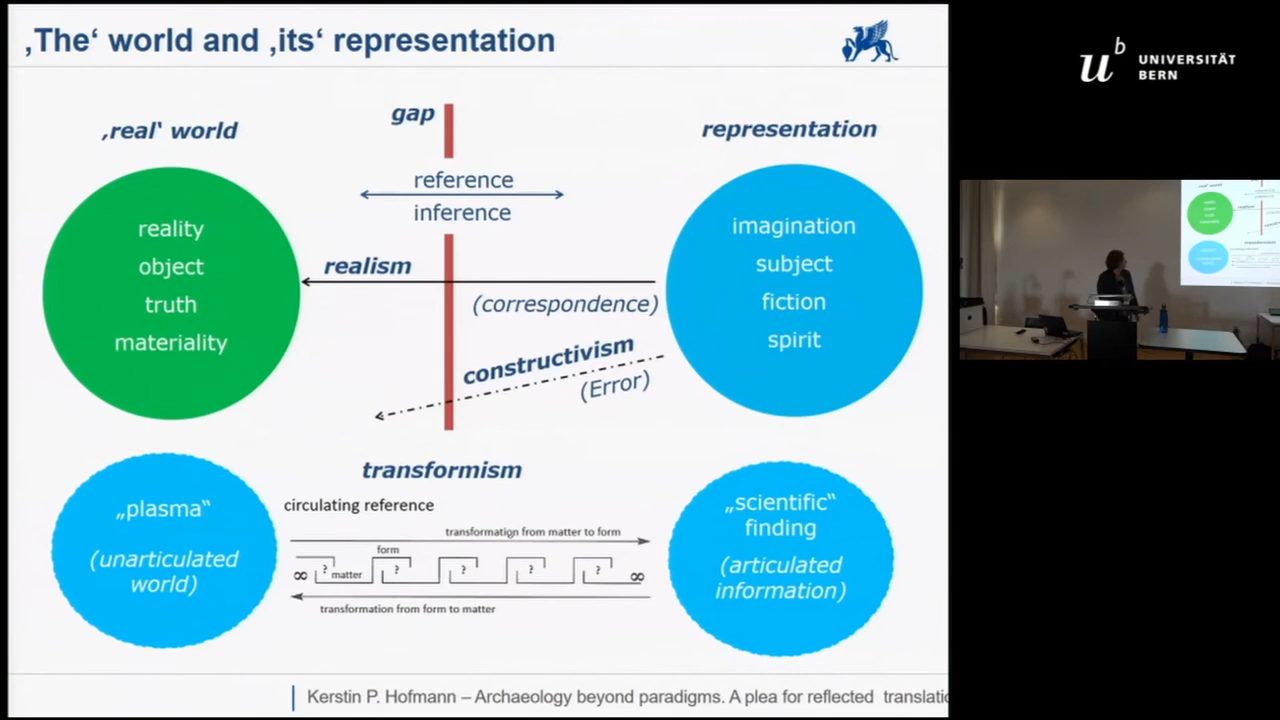 ‚The‘ world and ‚its‘ representation
‚real‘ world
gap
representation
reference
inference
reality
object
truth
materiality
realism
(correspondence)
constructivism
(Error)
imagination
subject
fiction
spirit
transformism
„plasma“
(unarticulated
world)
circulating reference
transformation from matter to form
form
∞ ? matter ? ? ? ? ∞
transformation from form to matter
„scientific“
finding
(articulated
information)
Kerstin P. Hofmann – Archaeology beyond paradigms. A plea for reflected
u b
UNIVERSITÄT
BERN